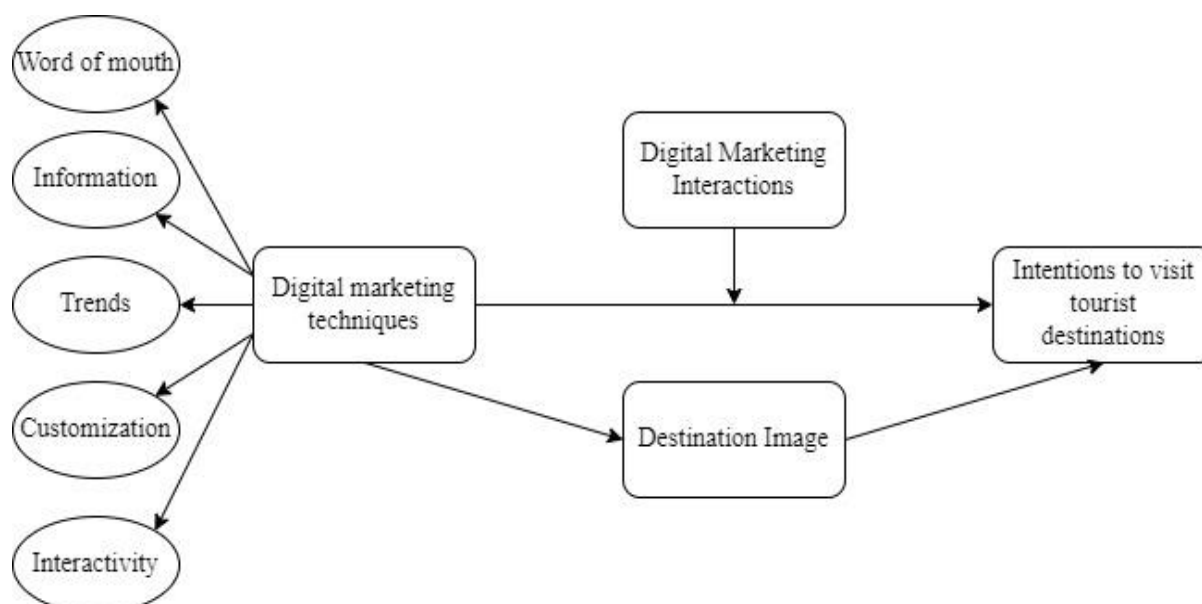 Word of mouth
Information
Trends
Customization
Interactivity
Digital marketing
techniques
Digital Marketing
Interactions
Destination Image
Intentions to visit
tourist
destinations